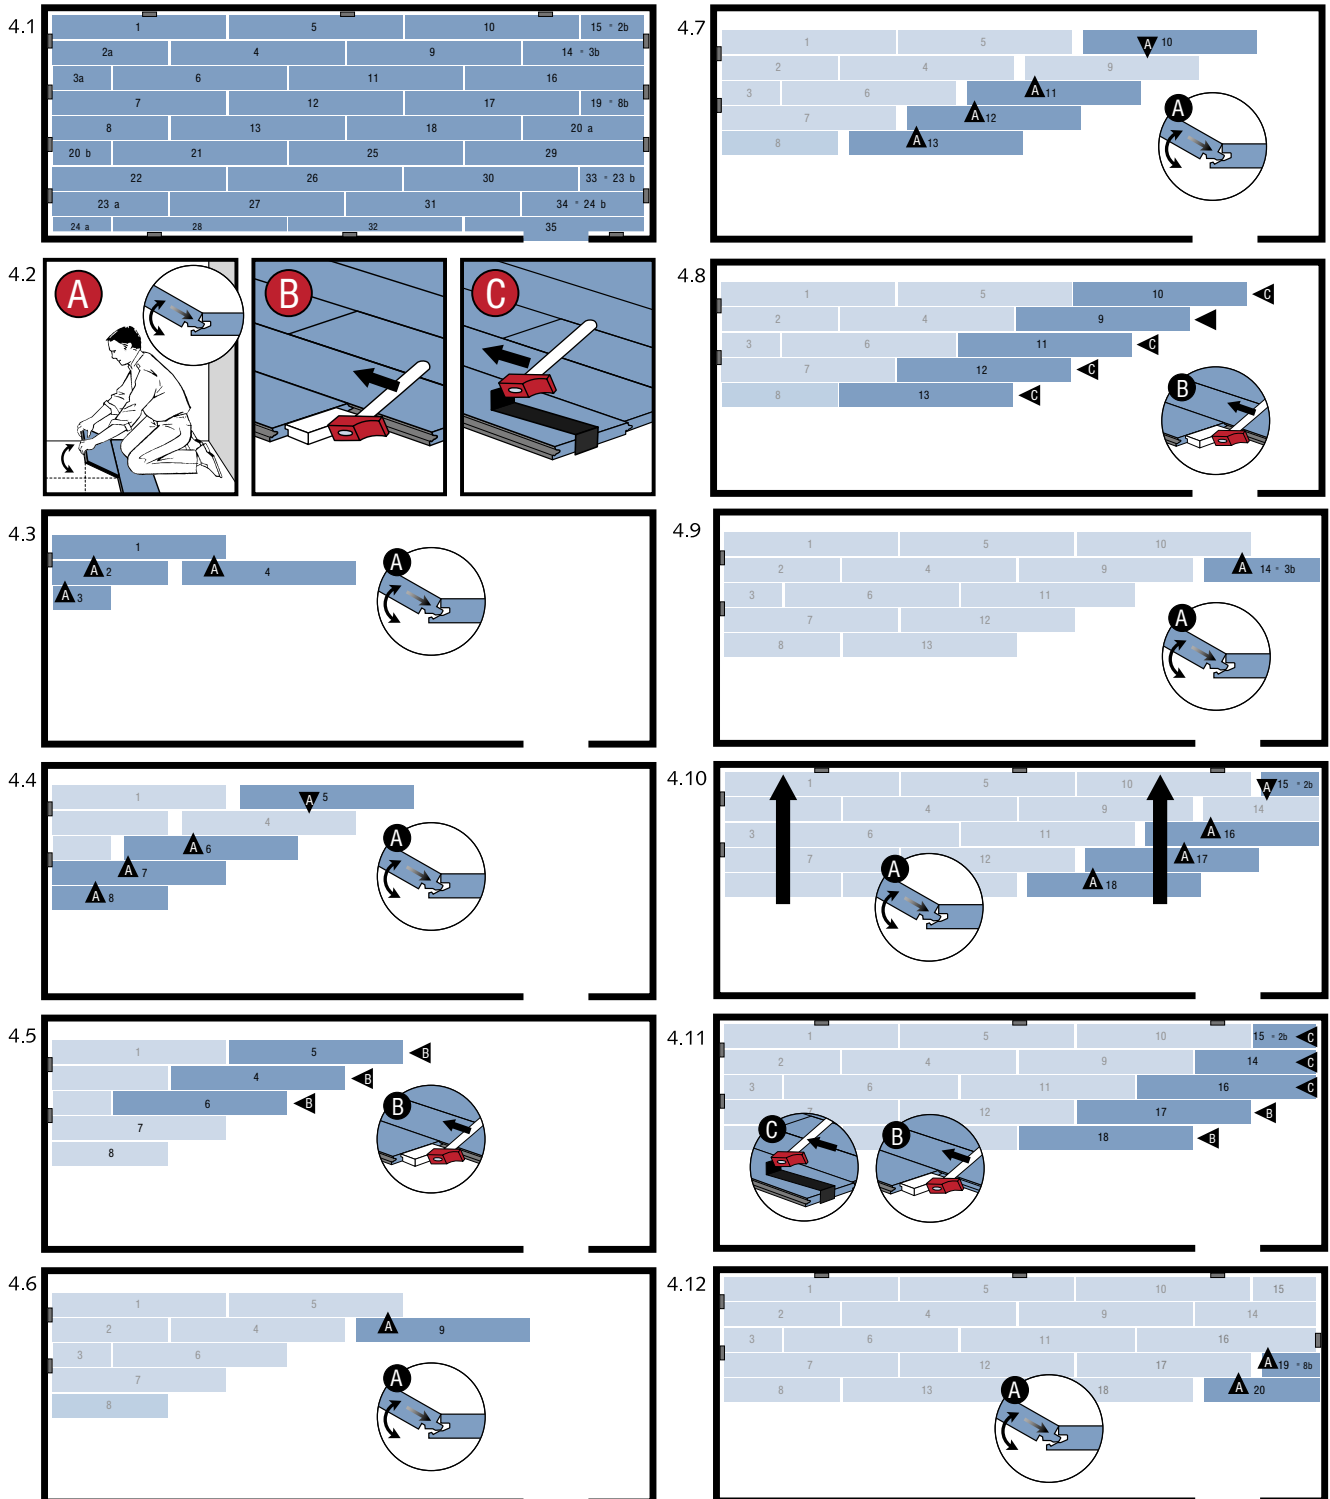 4.1
1 5 10 15 * 2b
2a 4 9 14 * 3b
3a 6 11 16
7 12 17 19 * 8b
8 13 18 20 a
20 b 21 25 29
22 26 30 33 * 23 b
23 a 27 31 34 * 24 b
24 a 28 32 35
4.2
A B C
4.3
1
A 2 A 4
A 3
A
4.4
1 A 5
4
A 6
A 7
A 8
A
4.5
1 5 B
4 B
6 B
7
8
B
4.6
1 5
2 4 A 9
3 6
7
8
A
4.7
1 5 A 10
2 4 9
3 6 A 11
7 A 12
8 A 13
A
4.8
1 5 10 C
2 4 9
3 6 11 C
7 12 C
8 13 C
B
4.9
1 5 10
2 4 9 A 14 * 3b
3 6 11
7 12
8 13
A
4.10
1 5 10 A 15 * 2b
4 9 14
3 6 11 A 16
7 12 A 17
A 18
A
4.11
1 5 10 15 * 2b C
2 4 9 14 C
3 6 11 16 C
7 12 17 B
18 B
C B
4.12
1 5 10 15
2 4 9 14
3 6 11 16
7 12 17 A 19 * 8b
8 13 18 A 20
A